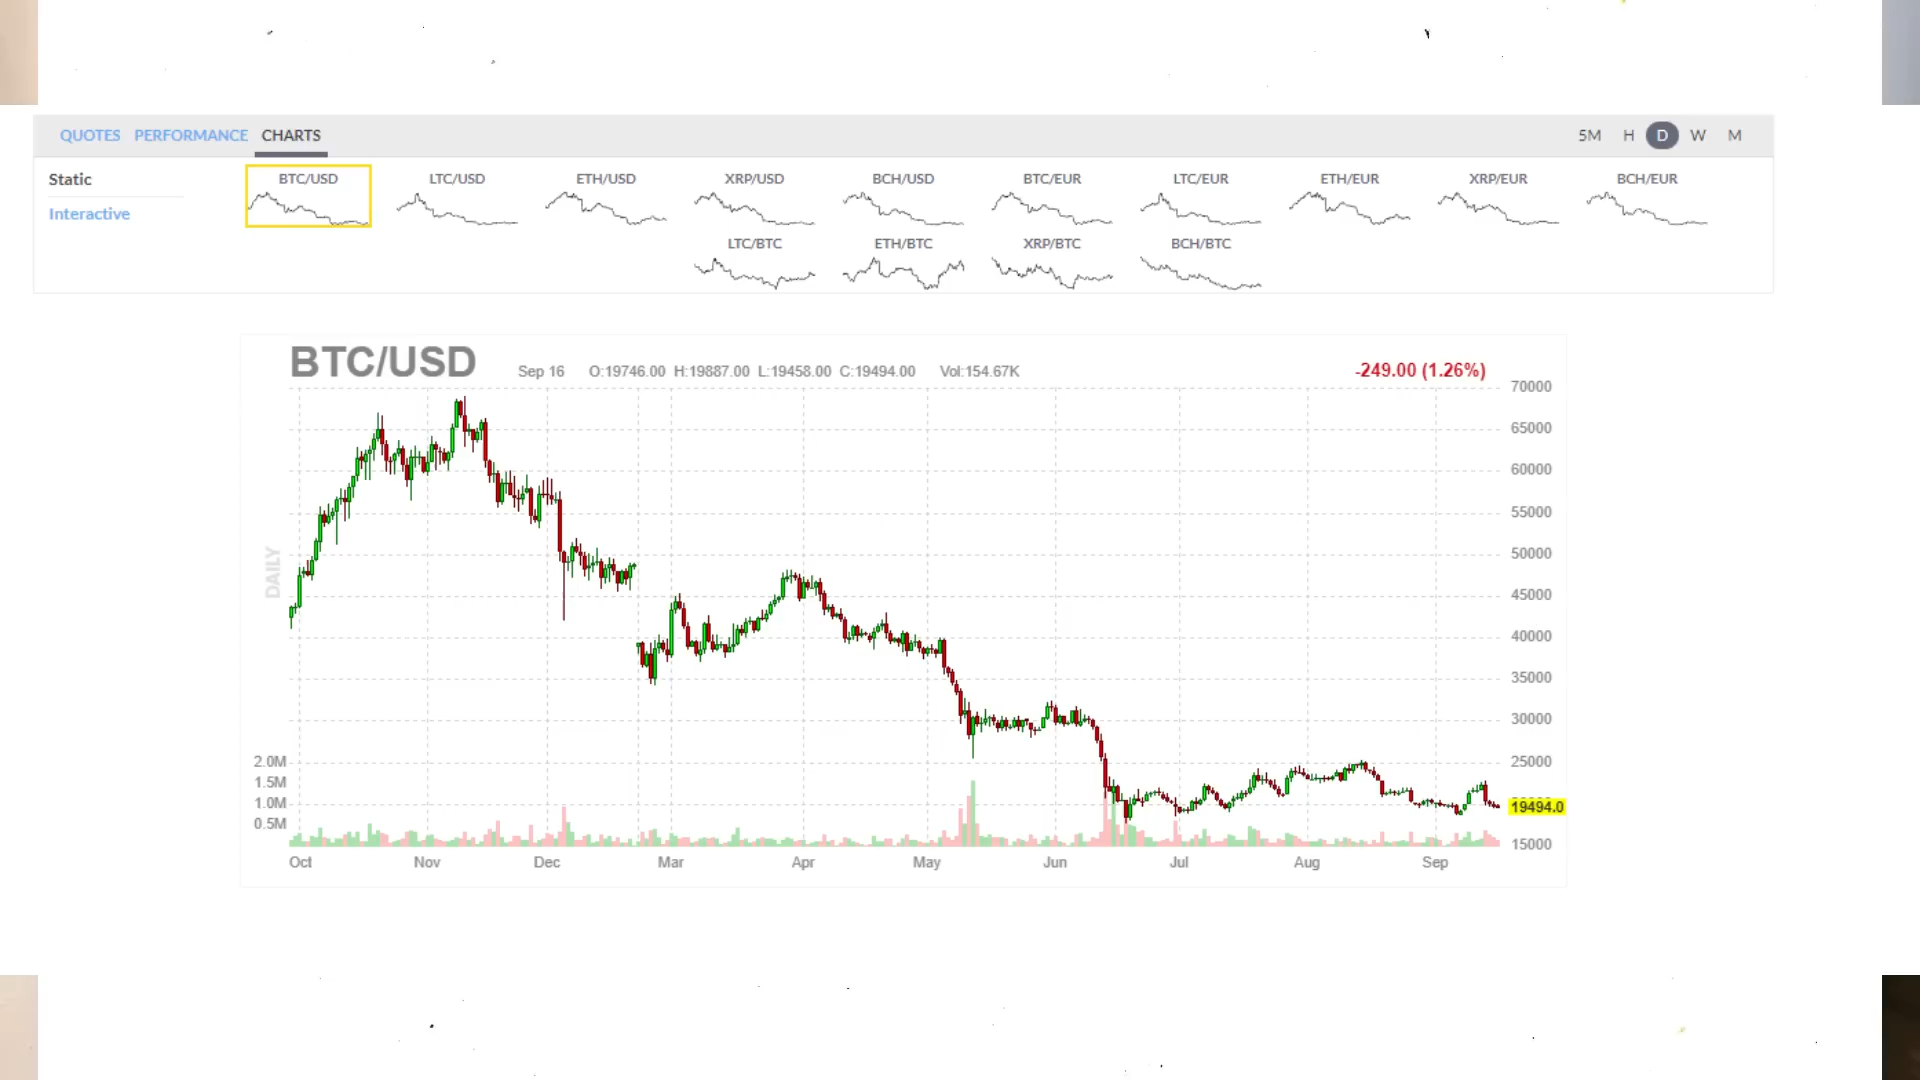 QUOTES PERFORMANCE CHARTS 5M H D W M
Static
Interactive
BTC/USD LTC/USD ETH/USD XRP/USD BCH/USD BTC/EUR LTC/EUR ETH/EUR XRP/EUR BCH/EUR
LTC/BTC ETH/BTC XRP/BTC BCH/BTC
BTC/USD Sep 16 O:19746.00 H:19887.00 L:19458.00 C:19494.00 Vol:154.67K -249.00 (1.26%)
70000
65000
60000
55000
50000
45000
40000
35000
30000
25000
19494.0
15000
DAILY
2.0M
1.5M
1.0M
0.5M
Oct Nov Dec Mar Apr May Jun Jul Aug Sep